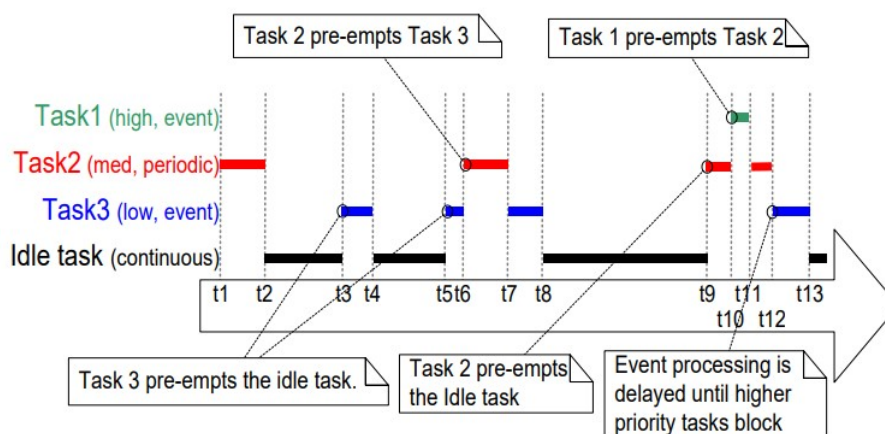 Task 2 pre-empts Task 3
Task 1 pre-empts Task 2
Task1 (high, event)
Task2 (med, periodic)
Task3 (low, event)
Idle task (continuous)
t1 t2 t3 t4 t5 t6 t7 t8 t9 t11 t13
t10 t12
Task 3 pre-empts the idle task.
Task 2 pre-empts
the Idle task
Event processing is
delayed until higher
priority tasks block